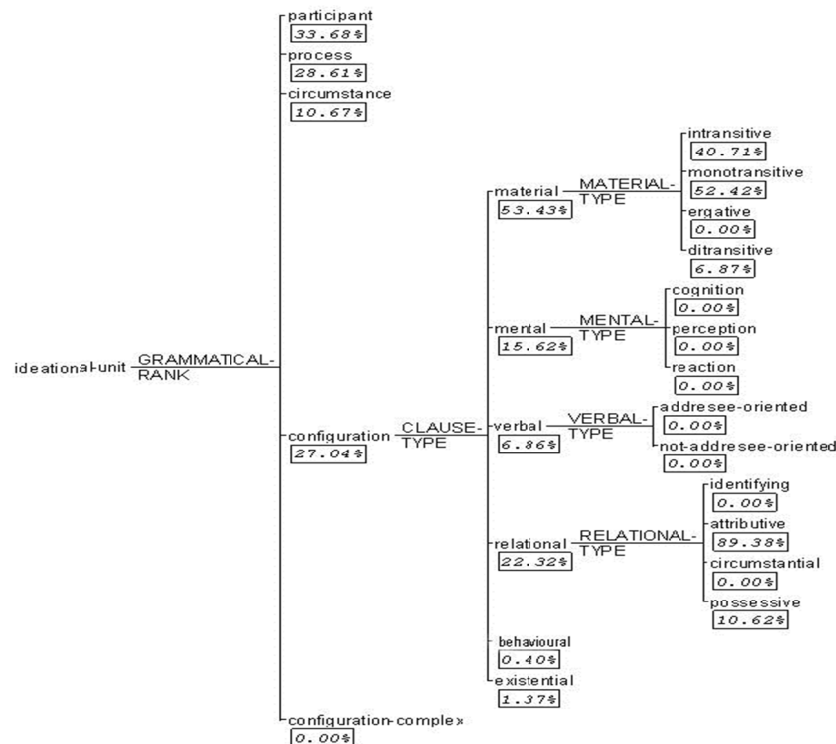 participant
33.68%
process
28.61%
circumstance
10.67%
intransitive
40.71%
monotransitive
52.42%
ergative
0.00%
ditransitive
6.87%
material
53.43%
MATERIAL-
TYPE
cognition
0.00%
perception
0.00%
reaction
0.00%
mental
15.62%
MENTAL-
TYPE
ideational-unit
GRAMMATICAL-
RANK
configuration
27.04%
CLAUSE-
TYPE
verbal
6.86%
VERBAL-
TYPE
addresee-oriented
0.00%
not-addresee-oriented
0.00%
relational
22.32%
RELATIONAL-
TYPE
identifying
0.00%
attributive
89.38%
circumstantial
0.00%
possessive
10.62%
behavioural
0.40%
existential
1.37%
configuration-complex
0.00%